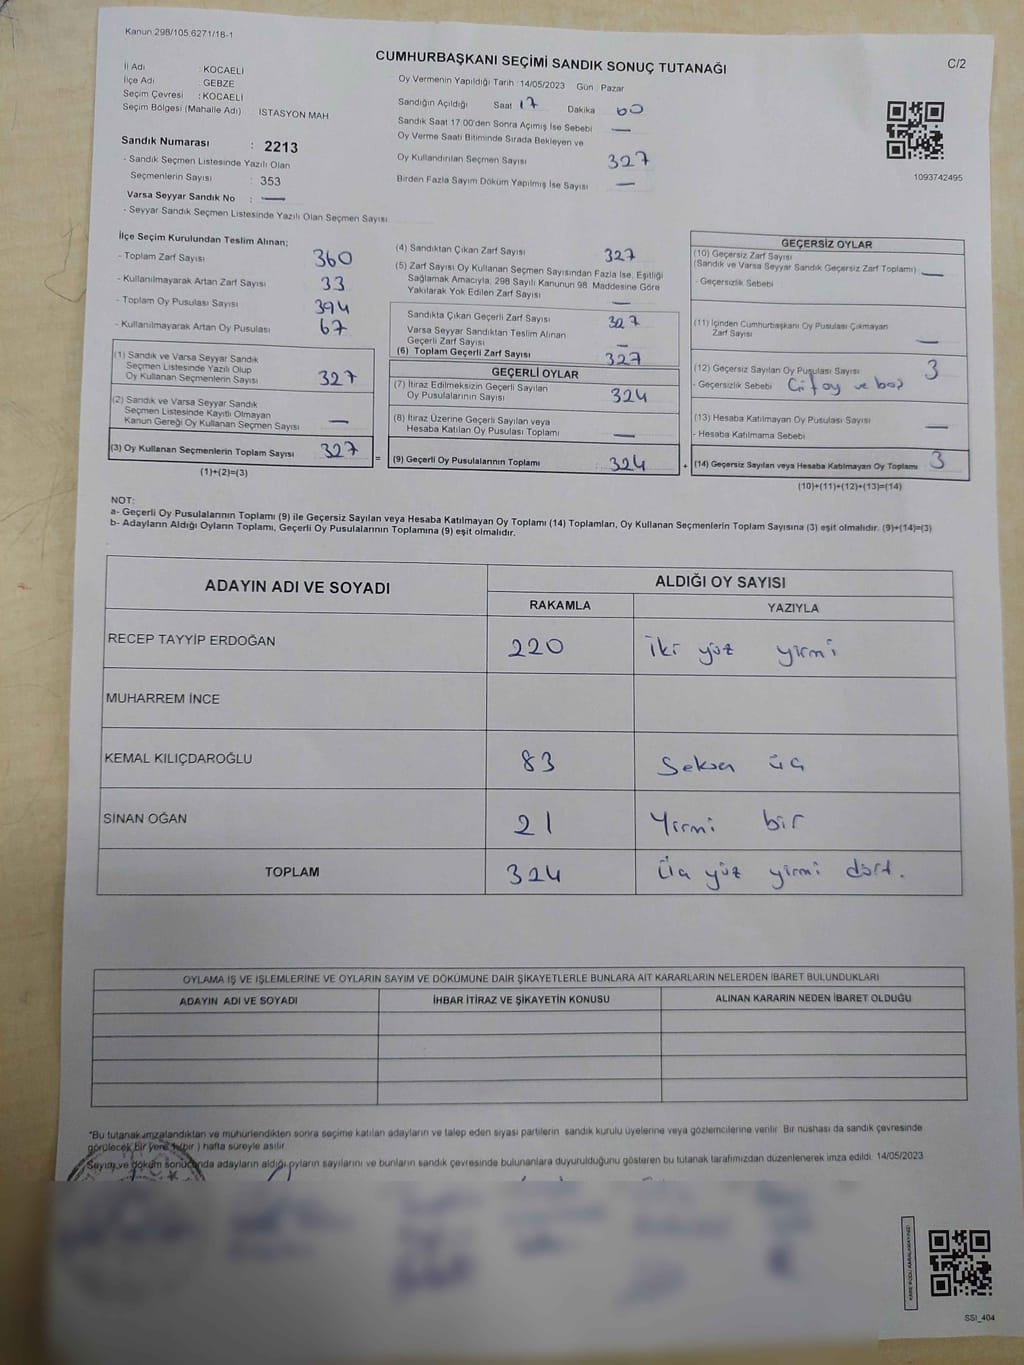 Kanun 298/105,6271/18-1
CUMHURBAŞKANI SEÇİMİ SANDIK SONUÇ TUTANAĞI
C/2
İl Adı : KOCAELİ
İlçe Adı : GEBZE
Seçim Çevresi : KOCAELİ
Seçim Bölgesi (Mahalle Adı) İSTASYON MAH
Sandık Numarası : 2213
- Sandık Seçmen Listesinde Yazılı Olan
Seçmenlerin Sayısı : 353
Varsa Seyyar Sandık No : —
- Seyyar Sandık Seçmen Listesinde Yazılı Olan Seçmen Sayısı
Oy Vermenin Yapıldığı Tarih : 14/05/2023 Gün : Pazar
Sandığın Açıldığı Saat 17 Dakika 00
Sandık Saat 17:00'den Sonra Açımış İse Sebebi —
Oy Verme Saati Bitiminde Sırada Bekleyen ve
Oy Kullandırılan Seçmen Sayısı 327
Birden Fazla Sayım Döküm Yapılmış İse Sayısı —
1093742495
İlçe Seçim Kurulundan Teslim Alınan;
- Toplam Zarf Sayısı 360
- Kullanılmayarak Artan Zarf Sayısı 33
- Toplam Oy Pusulası Sayısı 394
- Kullanılmayarak Artan Oy Pusulası 67
(1) Sandık ve Varsa Seyyar Sandık
Seçmen Listesinde Yazılı Olup
Oy Kullanan Seçmenlerin Sayısı 327
(2) Sandık ve Varsa Seyyar Sandık
Seçmen Listesinde Kayıtlı Olmayan
Kanun Gereği Oy Kullanan Seçmen Sayısı —
(3) Oy Kullanan Seçmenlerin Toplam Sayısı 327
(1)+(2)=(3)
(4) Sandıktan Çıkan Zarf Sayısı 327
(5) Zarf Sayısı Oy Kullanan Seçmen Sayısından Fazla İse, Eşitliği
Sağlamak Amacıyla, 298 Sayılı Kanunun 98. Maddesine Göre
Yakılarak Yok Edilen Zarf Sayısı —
Sandıkta Çıkan Geçerli Zarf Sayısı 327
Varsa Seyyar Sandıktan Teslim Alınan
Geçerli Zarf Sayısı —
(6) Toplam Geçerli Zarf Sayısı 327
GEÇERLİ OYLAR
(7) İtiraz Edilmeksizin Geçerli Sayılan
Oy Pusulalarının Sayısı 324
(8) İtiraz Üzerine Geçerli Sayılan veya
Hesaba Katılan Oy Pusulası Toplamı —
= (9) Geçerli Oy Pusulalarının Toplamı : 324 +
GEÇERSİZ OYLAR
(10) Geçersiz Zarf Sayısı
(Sandık ve Varsa Seyyar Sandık Geçersiz Zarf Toplamı) —
- Geçersizlik Sebebi
(11) İçinden Cumhurbaşkanı Oy Pusulası Çıkmayan
Zarf Sayısı —
(12) Geçersiz Sayılan Oy Pusulası Sayısı 3
- Geçersizlik Sebebi Çift oy ve boş
(13) Hesaba Katılmayan Oy Pusulası Sayısı —
- Hesaba Katılmama Sebebi
(14) Geçersiz Sayılan veya Hesaba Katılmayan Oy Toplamı 3
(10)+(11)+(12)+(13)=(14)
NOT:
a- Geçerli Oy Pusulalarının Toplamı (9) ile Geçersiz Sayılan veya Hesaba Katılmayan Oy Toplamı (14) Toplamları, Oy Kullanan Seçmenlerin Toplam Sayısına (3) eşit olmalıdır. (9)+(14)=(3)
b- Adayların Aldığı Oyların Toplamı, Geçerli Oy Pusulalarının Toplamına (9) eşit olmalıdır.
ADAYIN ADI VE SOYADI ALDIĞI OY SAYISI
RAKAMLA YAZIYLA
RECEP TAYYİP ERDOĞAN 220 İki yüz yirmi
MUHARREM İNCE
KEMAL KILIÇDAROĞLU 83 Seksen üç
SİNAN OĞAN 21 Yirmi bir
TOPLAM 324 Üç yüz yirmi dört.
OYLAMA İŞ VE İŞLEMLERİNE VE OYLARIN SAYIM VE DÖKÜMÜNE DAİR ŞİKAYETLERLE BUNLARA AİT KARARLARIN NELERDEN İBARET BULUNDUKLARI
ADAYIN ADI VE SOYADI İHBAR İTİRAZ VE ŞİKAYETİN KONUSU ALINAN KARARIN NEDEN İBARET OLDUĞU
*Bu tutanak imzalandıktan ve mühürlendikten sonra seçime katılan adayların ve talep eden siyasi partilerin sandık kurulu üyelerine veya gözlemcilerine verilir. Bir nüshası da sandık çevresinde
görülecek bir yere 1 (bir) hafta süreyle asılır.
Sayım ve döküm sonucunda adayların aldığı oyların sayılarını ve bunların sandık çevresinde bulunanlara duyurulduğunu gösteren bu tutanak tarafımızdan düzenlenerek imza edildi. 14/05/2023
SSI_404